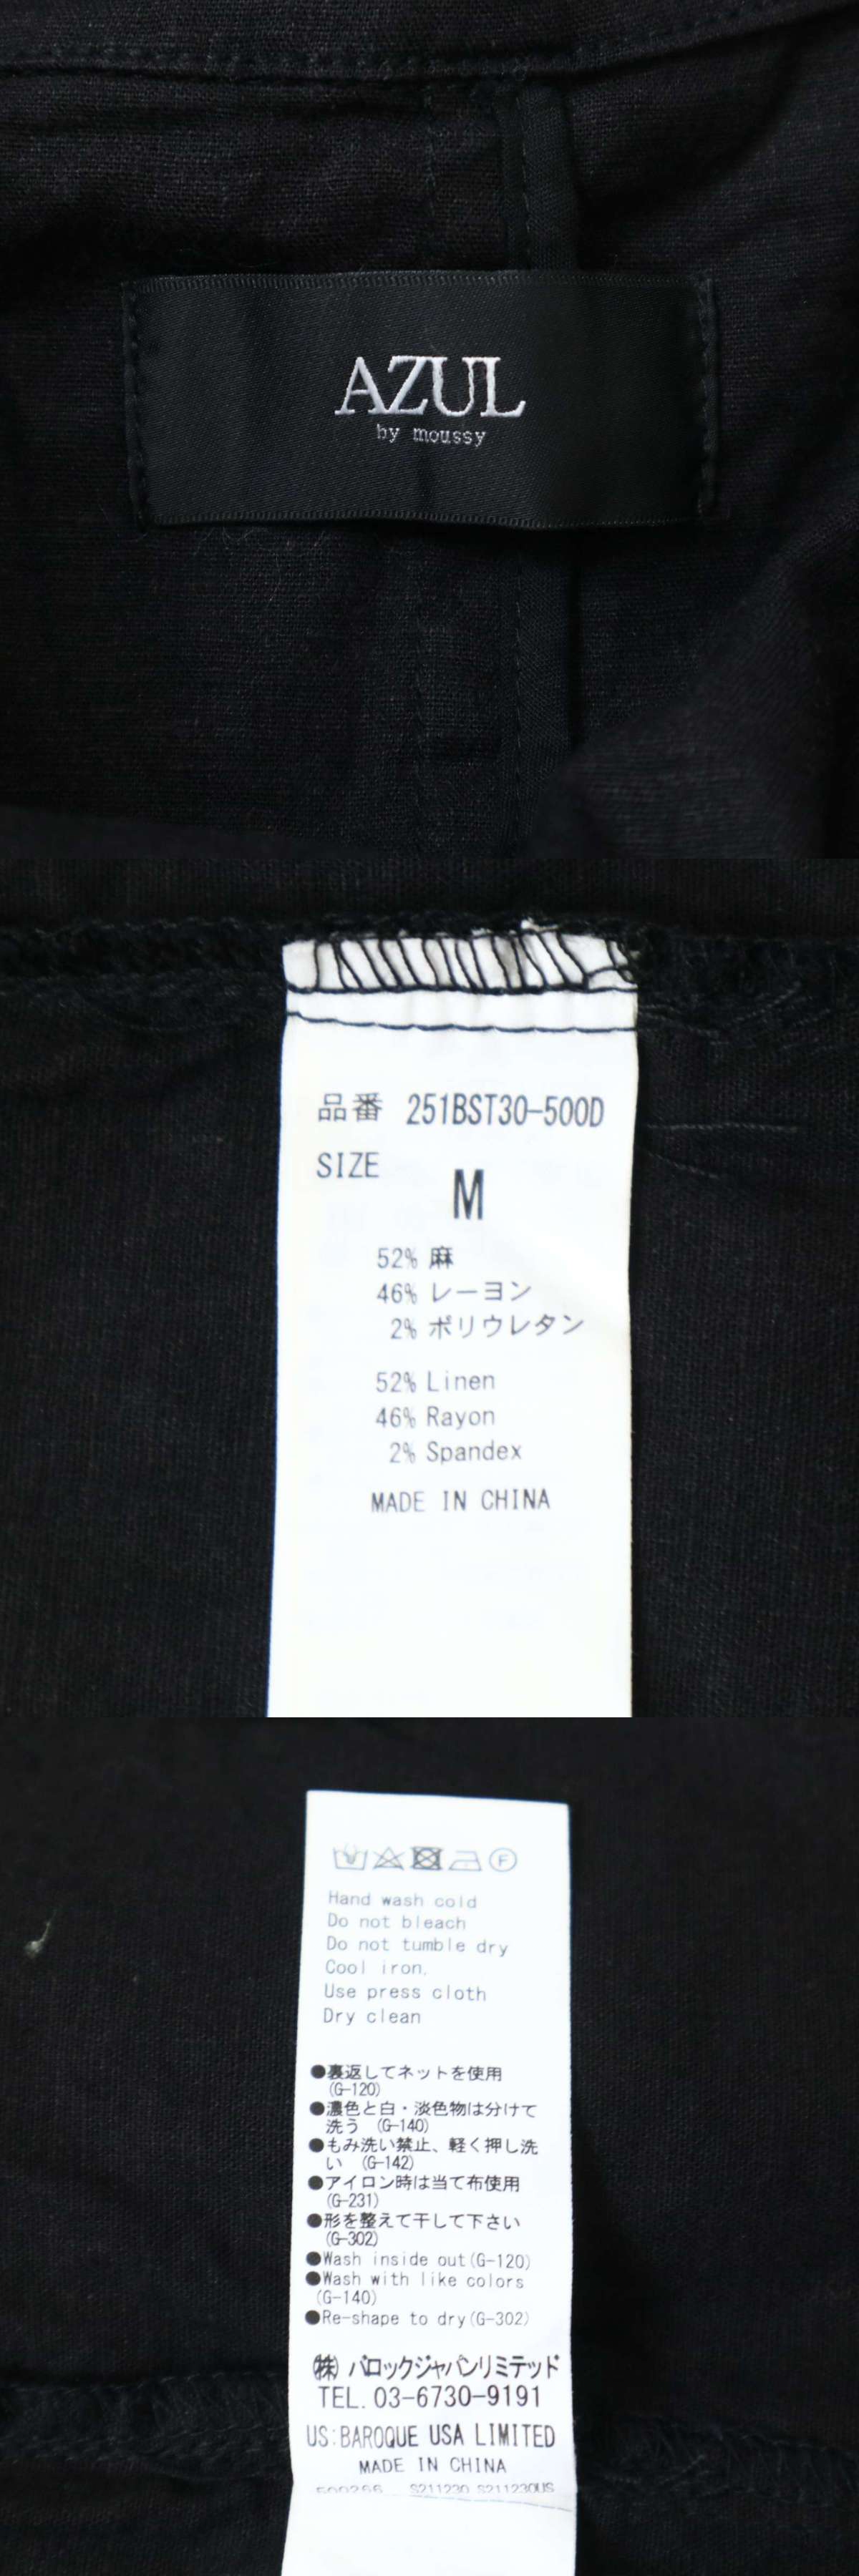 AZUL
by moussy
品番 251BST30-500D
SIZE
M
52% 麻
46% レーヨン
2% ポリウレタン
52% Linen
46% Rayon
2% Spandex
MADE IN CHINA
F
Hand wash cold
Do not bleach
Do not tumble dry
Cool iron.
Use press cloth
Dry clean
●裏返してネットを使用
(G-120)
●濃色と白・淡色物は分けて
洗う (G-140)
●もみ洗い禁止、軽く押し洗
い (G-142)
●アイロン時は当て布使用
(G-231)
●形を整えて干して下さい
(G-302)
●Wash inside out(G-120)
●Wash with like colors
(G-140)
●Re-shape to dry(G-302)
㈱ バロックジャパンリミテッド
TEL. 03-6730-9191
US:BAROQUE USA LIMITED
MADE IN CHINA
S211230 S211230US